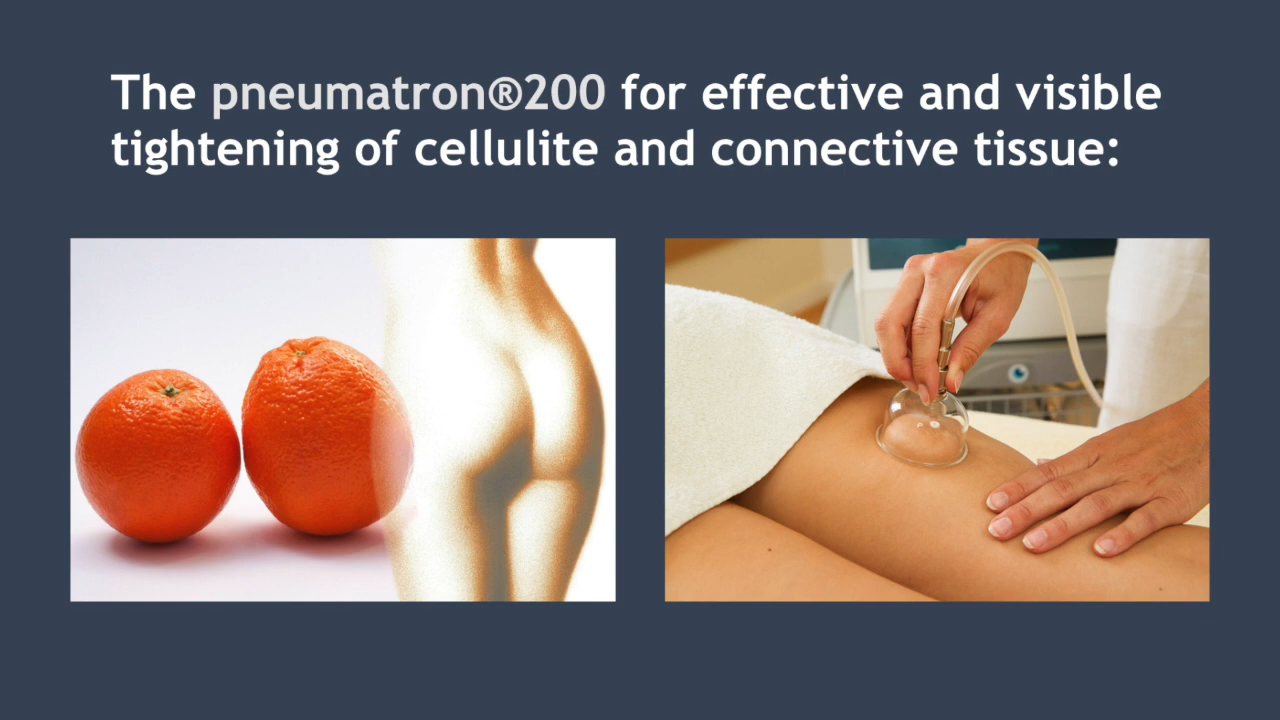 The pneumatron®200 for effective and visible
tightening of cellulite and connective tissue: